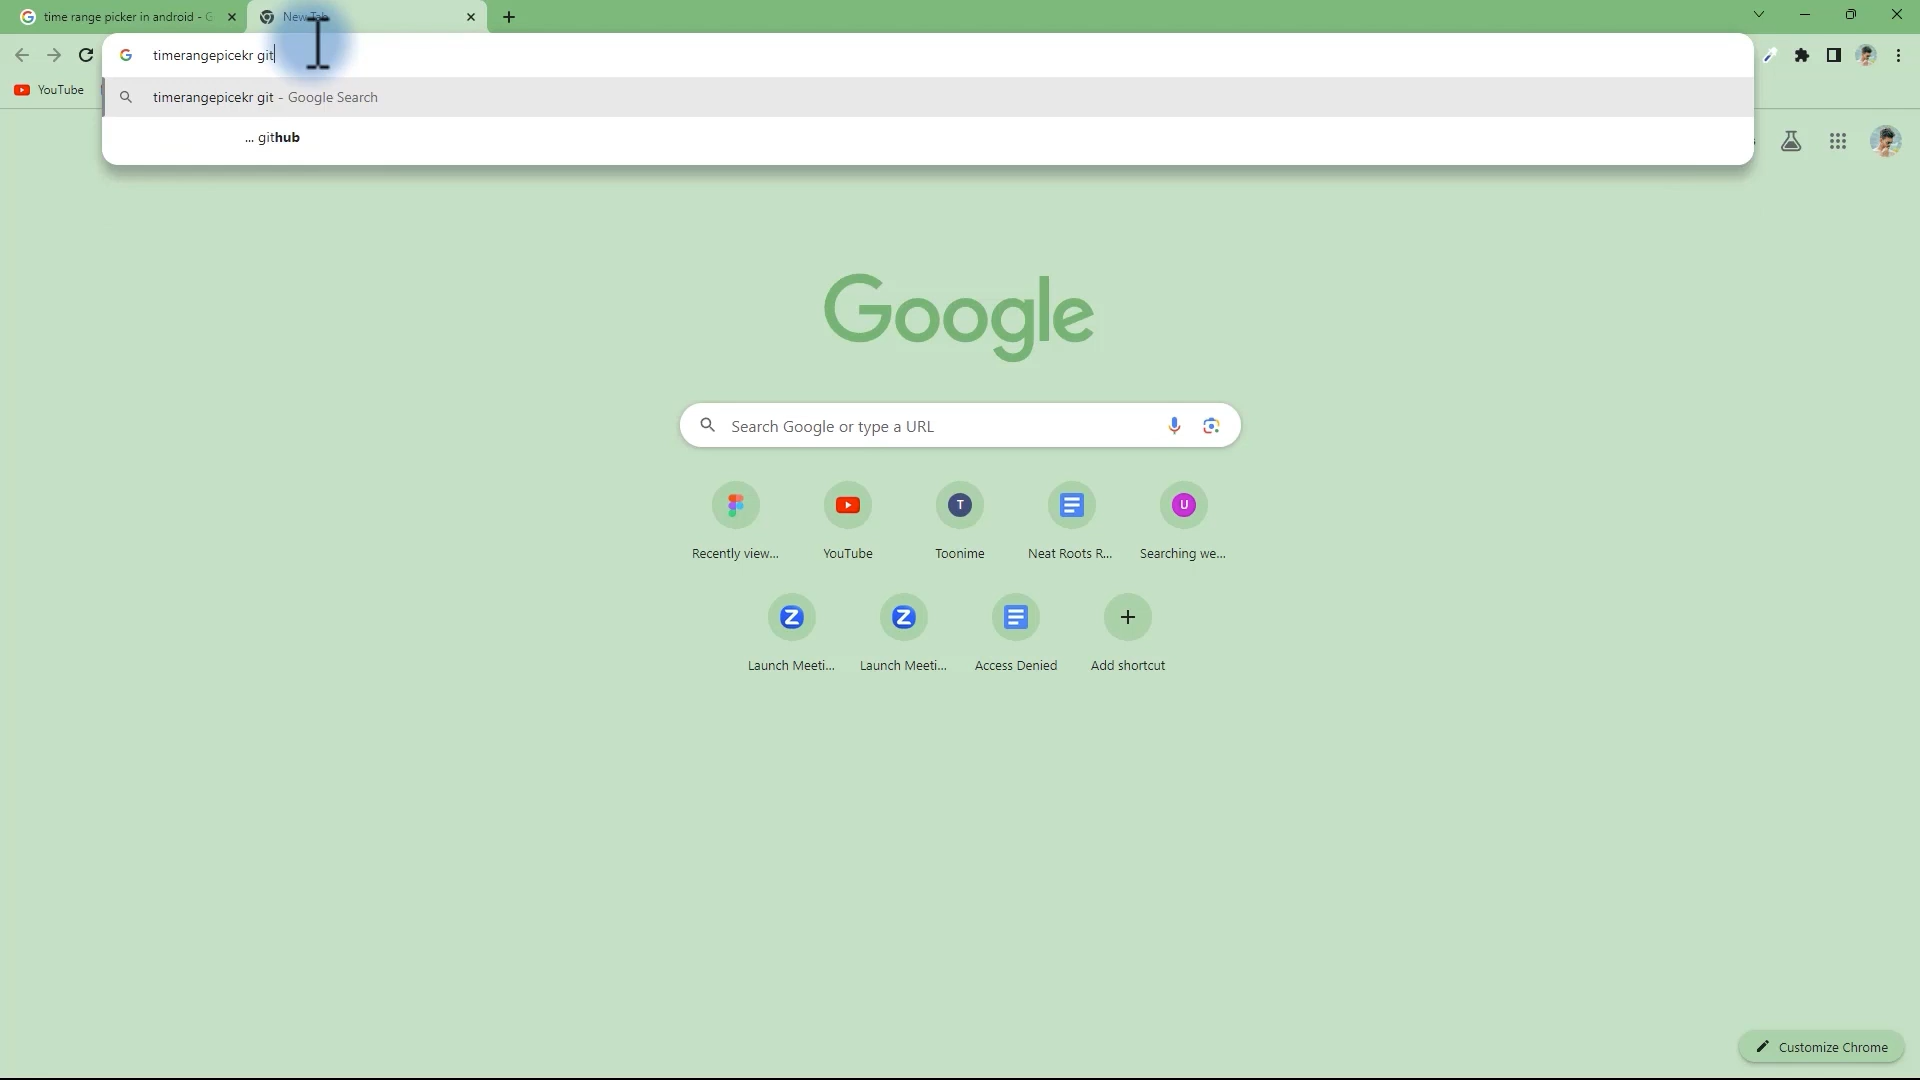 time range picker in android - G
New Tab
timerangepicekr git
YouTube
timerangepicekr git - Google Search
... github
Google
Search Google or type a URL
T
U
Recently view...
YouTube
Toonime
Neat Roots R...
Searching we...
Launch Meeti...
Launch Meeti...
Access Denied
Add shortcut
Customize Chrome